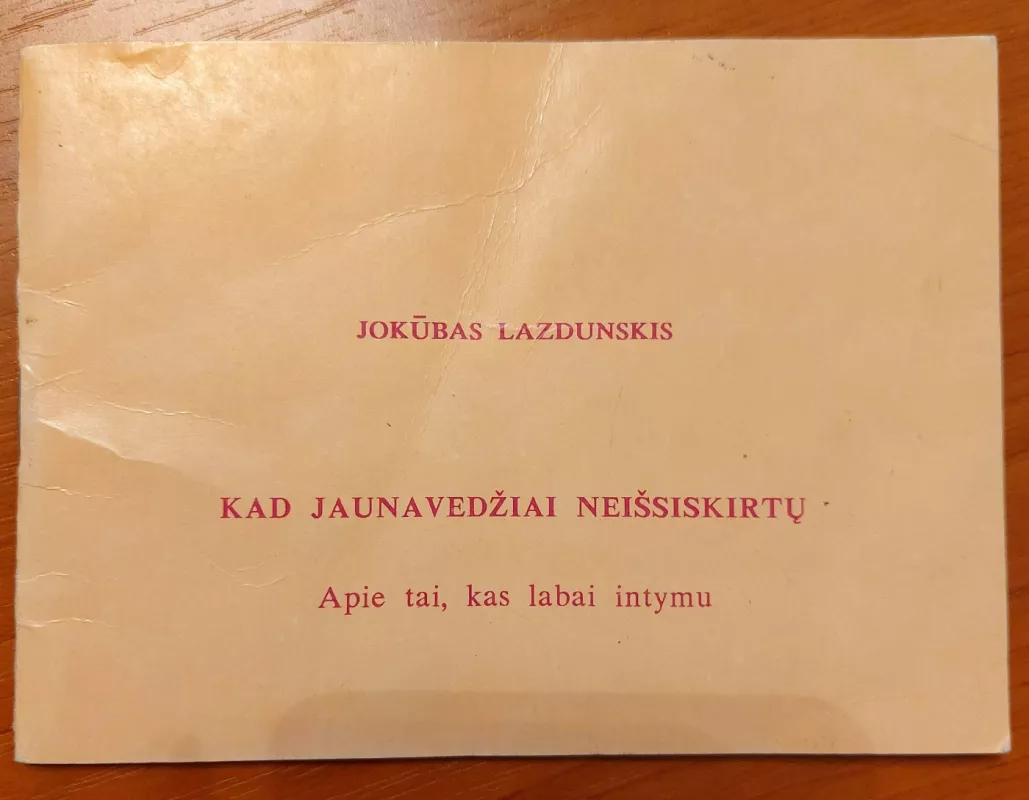 JOKŪBAS LAZDUNSKIS
KAD JAUNAVEDŽIAI NEIŠSISKIRTŲ
Apie tai, kas labai intymu